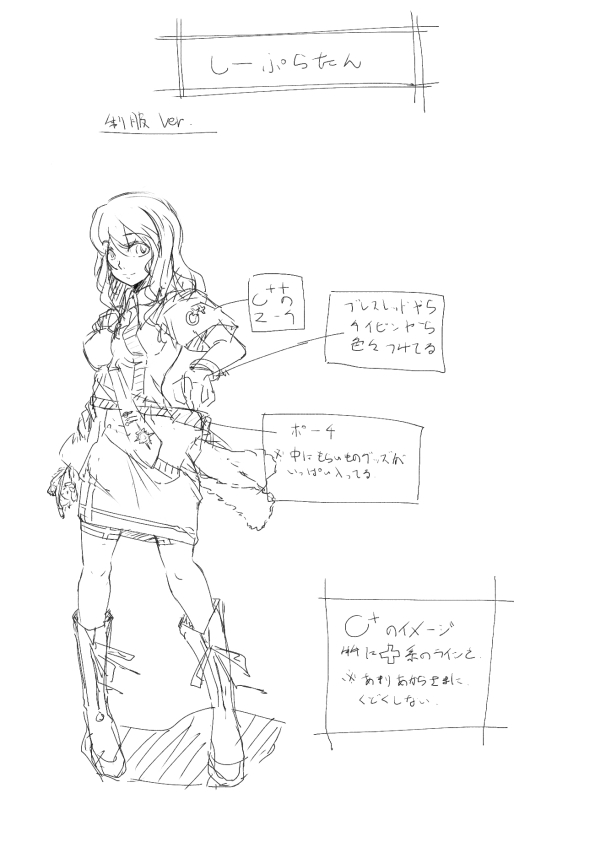 しーぷらたん
制服 Ver.
C++の
マーク
ブレスレッドやら
タイピンやら
色々つけてる
ポーチ
※中にもらいものグッズが
いっぱい入ってる。
C+のイメージ
特に+系のラインと
※あまりあからさまに
くどくしない。